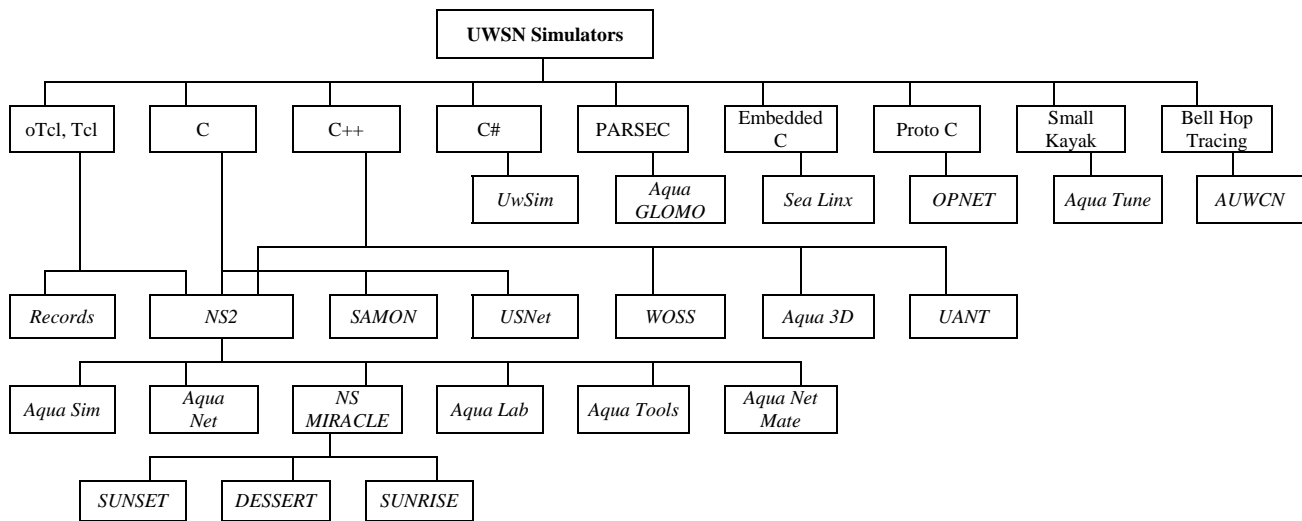 UWSN Simulators
oTcl, Tcl
C
C++
C#
PARSEC
Embedded
C
Proto C
Small
Kayak
Bell Hop
Tracing
UwSim
Aqua
GLOMO
Sea Linx
OPNET
Aqua Tune
AUWCN
Records
NS2
SAMON
USNet
WOSS
Aqua 3D
UANT
Aqua Sim
Aqua
Net
NS
MIRACLE
Aqua Lab
Aqua Tools
Aqua Net
Mate
SUNSET
DESSERT
SUNRISE